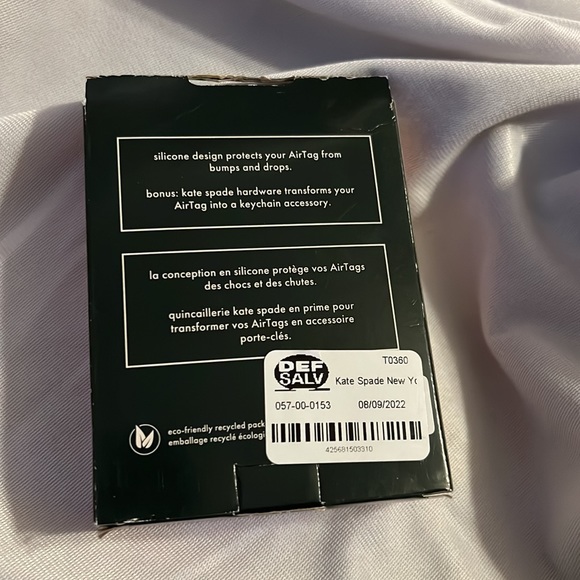 silicone design protects your AirTag from
bumps and drops.
bonus: kate spade hardware transforms your
AirTag into a keychain accessory.
la conception en silicone protège vos AirTags
des chocs et des chutes.
quincaillerie kate spade en prime pour
transformer vos AirTags en accessoire
porte-clés.
DEF
SALV
T0360
Kate Spade New Yo
057-00-0153 08/09/2022
425681503910
eco-friendly recycled pack
emballage recyclé écologi